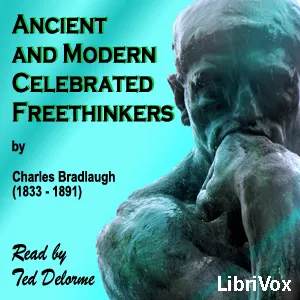 ANCIENT
AND MODERN
CELEBRATED
FREETHINKERS
by
Charles Bradlaugh
(1833 - 1891)
Read by
Ted Delorme
LibriVox